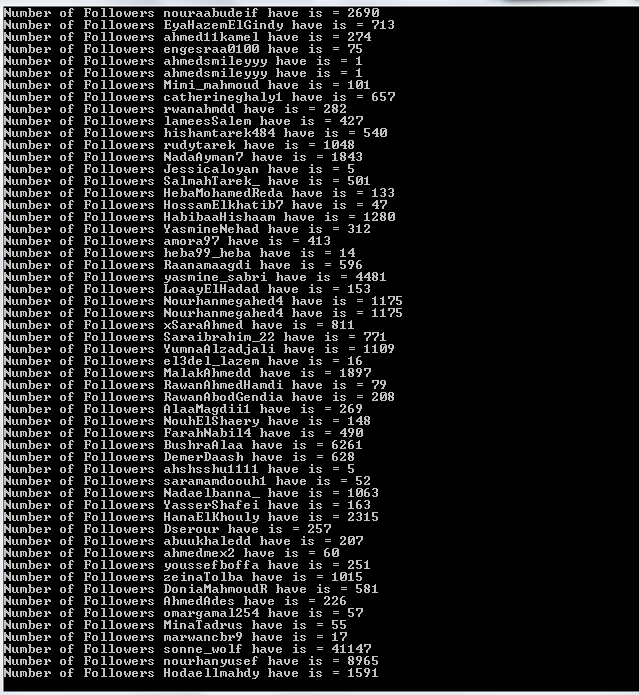 Number of Followers nouraabudeif have is = 2690
Number of Followers EyaHazemElGindy have is = 713
Number of Followers ahmed11kamel have is = 274
Number of Followers engesraa0100 have is = 75
Number of Followers ahmedsmileyyy have is = 1
Number of Followers ahmedsmileyyy have is = 1
Number of Followers Mimi_mahmoud have is = 101
Number of Followers catherineghaly1 have is = 657
Number of Followers rwanahmdd have is = 282
Number of Followers lameesSalem have is = 427
Number of Followers hishamtarek484 have is = 540
Number of Followers rudytarek have is = 1048
Number of Followers NadaAyman7 have is = 1843
Number of Followers Jessicaloyan have is = 5
Number of Followers SalmahTarek_ have is = 501
Number of Followers HebaMohamedReda have is = 133
Number of Followers HossamElkhatib7 have is = 47
Number of Followers HabibaaHishaam have is = 1280
Number of Followers YasmineNehad have is = 312
Number of Followers amora97 have is = 413
Number of Followers heba99_heba have is = 14
Number of Followers Raanamaagdi have is = 596
Number of Followers yasmine_sabri have is = 4481
Number of Followers LoaayElHadad have is = 153
Number of Followers Nourhanmegahed4 have is = 1175
Number of Followers Nourhanmegahed4 have is = 1175
Number of Followers xSaraAhmed have is = 811
Number of Followers Saraibrahim_22 have is = 771
Number of Followers YumnaAlzadjali have is = 1109
Number of Followers el3del_lazem have is = 16
Number of Followers MalakAhmedd have is = 1897
Number of Followers RawanAhmedHamdi have is = 79
Number of Followers RawanAbodGendia have is = 208
Number of Followers AlaaMagdii1 have is = 269
Number of Followers NouhElShaery have is = 148
Number of Followers FarahNabil4 have is = 490
Number of Followers BushraAlaa have is = 6261
Number of Followers DemerDaash have is = 628
Number of Followers ahshsshu1111 have is = 5
Number of Followers saramamdoouh1 have is = 52
Number of Followers Nadaelbanna_ have is = 1063
Number of Followers YasserShafei have is = 163
Number of Followers HanaElKhouly have is = 2315
Number of Followers Dserour have is = 257
Number of Followers abuukhaledd have is = 207
Number of Followers ahmedmex2 have is = 60
Number of Followers youssefboffa have is = 251
Number of Followers zeinaTolba have is = 1015
Number of Followers DoniaMahmoudR have is = 581
Number of Followers AhmedAdes have is = 226
Number of Followers omargamal254 have is = 57
Number of Followers MinaTadrus have is = 55
Number of Followers marwancbr9 have is = 17
Number of Followers sonne_wolf have is = 41147
Number of Followers nourhanyusef have is = 8965
Number of Followers Hodaellmahdy have is = 1591